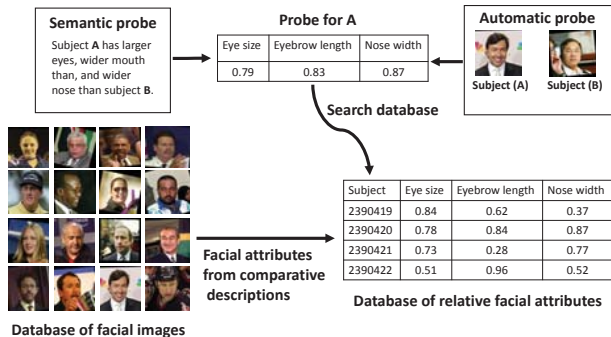 Semantic probe
Subject A has larger
eyes, wider mouth
than, and wider
nose than subject B.
Probe for A
Eye size Eyebrow length Nose width
0.79 0.83 0.87
Automatic probe
Subject (A) Subject (B)
Search database
Subject Eye size Eyebrow length Nose width
2390419 0.84 0.62 0.37
2390420 0.78 0.84 0.87
2390421 0.73 0.28 0.77
2390422 0.51 0.96 0.52
Facial attributes
from comparative
descriptions
Database of relative facial attributes
Database of facial images